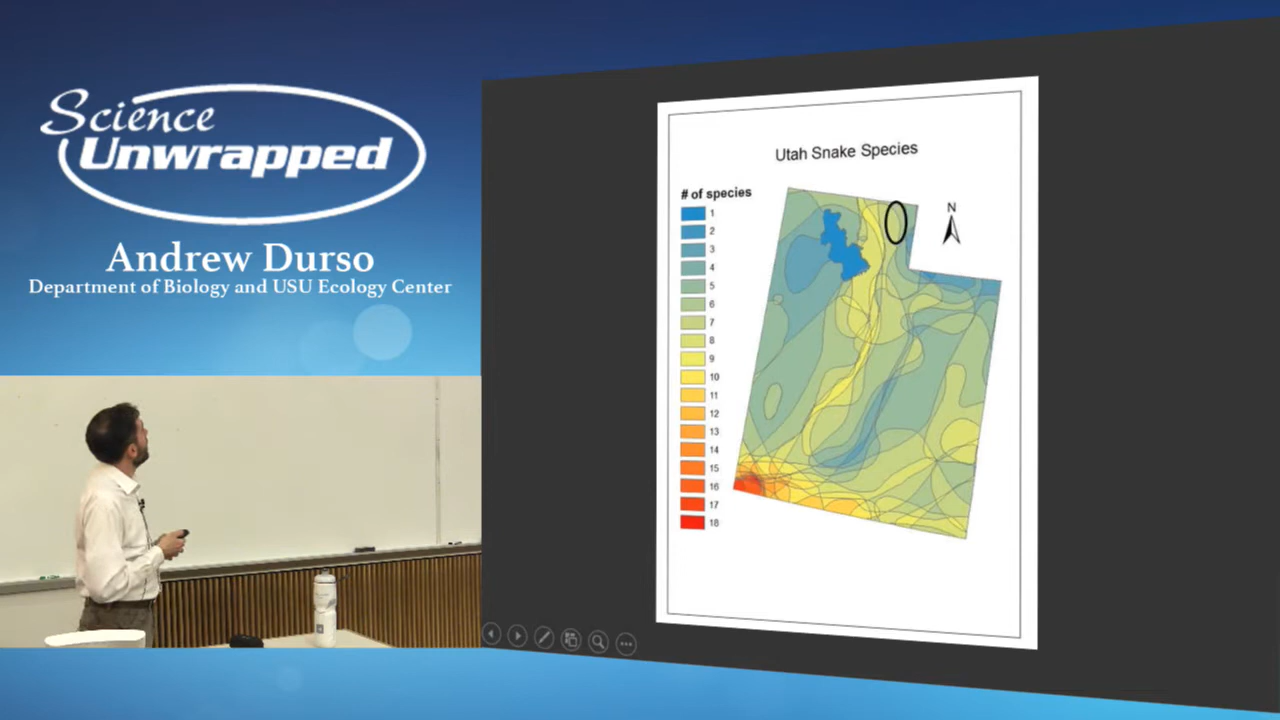 Science
Unwrapped
Andrew Durso
Department of Biology and USU Ecology Center
Utah Snake Species
# of species
1
2
3
4
5
6
7
8
9
10
11
12
13
14
15
16
17
18
N